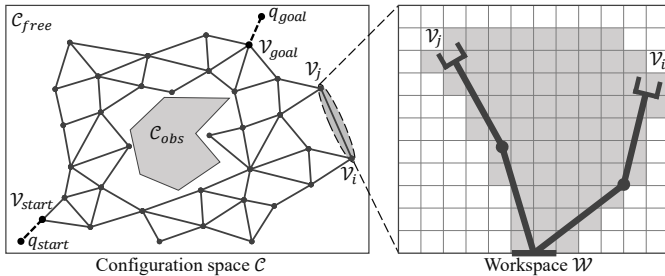 𝒞_free
q_goal
𝒱_goal
𝒱_j
𝒞_obs
𝒱_i
𝒱_start
q_start
Configuration space 𝒞
𝒱_j
𝒱_i
Workspace 𝒲